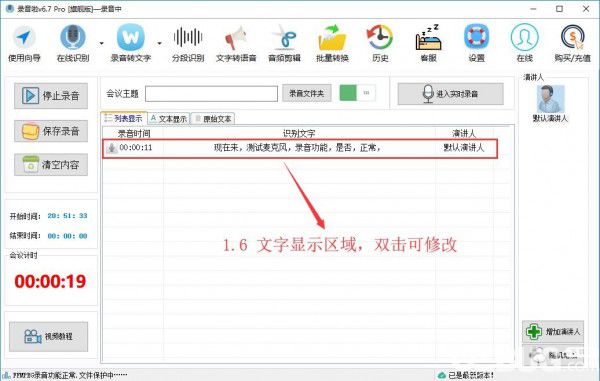 录音啦v6.7 Pro [旗舰版]—录音中
使用向导 在线识别 录音转文字 分段识别 文字转语音 音频剪辑 批量转换 历史 客服 设置 在线 购买/充值
停止录音
保存录音
清空内容
会议主题 录音文件夹 进入实时录音
演讲人
默认演讲人
列表显示 文本显示 原始文本
录音时间 识别文字 演讲人
00:00:11 现在来，测试麦克风，录音功能，是否，正常， 默认演讲人
1.6 文字显示区域，双击可修改
开始时间: 20:51:33
结束时间: 00:00:00
会议计时
00:00:19
视频教程
增加演讲人
FFMPEG录音功能正常,文件保护中······
已是最新版本!